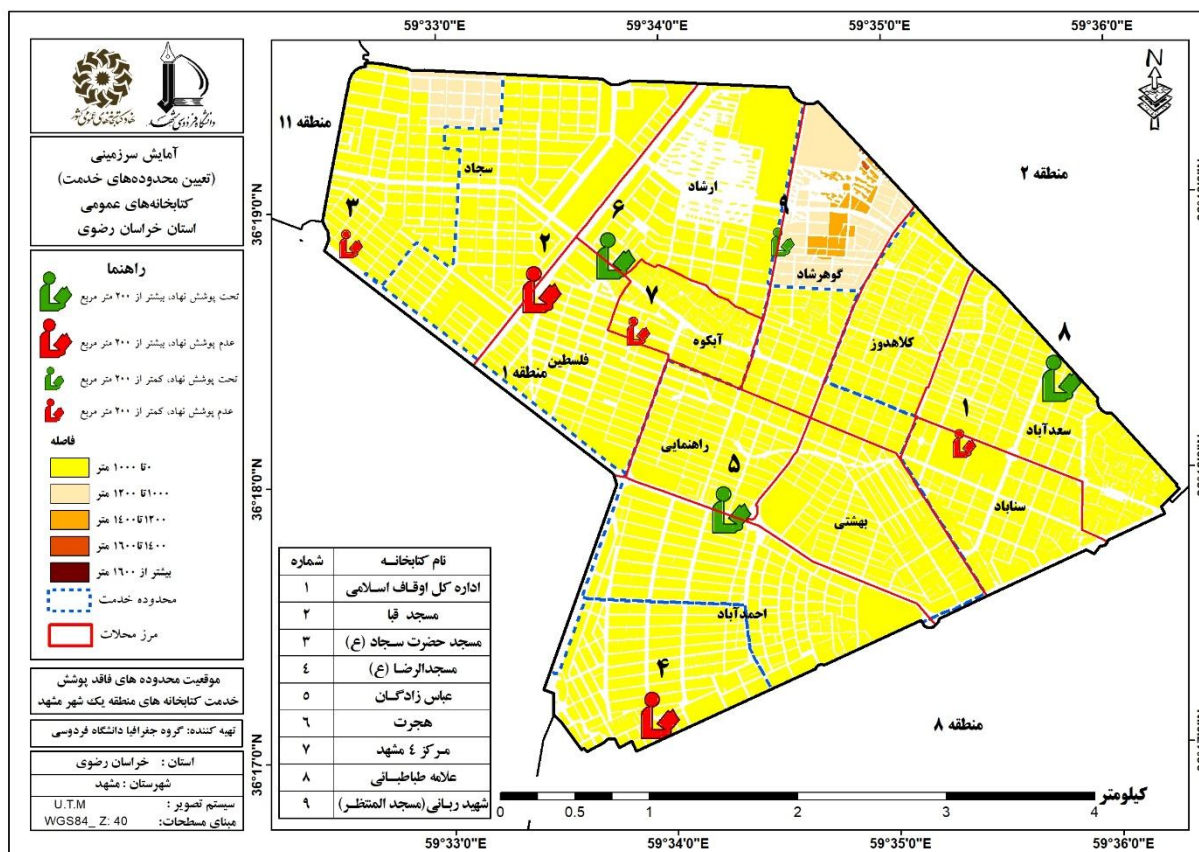 59°33'0"E
59°34'0"E
59°35'0"E
59°36'0"E
دانشگاه فردوسی مشهد
نهاد کتابخانه‌های عمومی کشور
آمایش سرزمینی
(تعیین محدوده‌های خدمت)
کتابخانه‌های عمومی
استان خراسان رضوی
راهنما
تحت پوشش نهاد، بیشتر از ۲۰۰ متر مربع
عدم پوشش نهاد، بیشتر از ۲۰۰ متر مربع
تحت پوشش نهاد، کمتر از ۲۰۰ متر مربع
عدم پوشش نهاد، کمتر از ۲۰۰ متر مربع
فاصله
۰ تا ۱۰۰۰ متر
۱۰۰۰ تا ۱۲۰۰ متر
۱۲۰۰ تا ۱۴۰۰ متر
۱۴۰۰ تا ۱۶۰۰ متر
بیشتر از ۱۶۰۰ متر
محدوده خدمت
مرز محلات
موقعیت محدوده های فاقد پوشش
خدمت کتابخانه های منطقه یک شهر مشهد
تهیه کننده: گروه جغرافیا دانشگاه فردوسی
استان : خراسان رضوی
شهرستان : مشهد
سیستم تصویر : U.T.M
مبنای مسطحات: WGS84_ Z: 40
N
منطقه ۱۱
منطقه ۲
سجاد
ارشاد
36°19'0"N
۳
۲
۶
۹
گوهرشاد
۷
آبکوه
کلاهدوز
۸
فلسطین
منطقه ۱
۱
سعدآباد
راهنمایی
36°18'0"N
۵
بهشتی
سناباد
احمدآباد
۴
منطقه ۸
36°17'0"N
شماره نام کتابخانه
۱ اداره کل اوقاف اسلامی
۲ مسجد قبا
۳ مسجد حضرت سجاد (ع)
٤ مسجدالرضا (ع)
٥ عباس زادگان
٦ هجرت
۷ مرکز ٤ مشهد
۸ علامه طباطبائی
۹ شهید ربانی(مسجد المنتظر)
کیلومتر
0 0.5 1 2 3 4
59°33'0"E
59°34'0"E
59°35'0"E
59°36'0"E